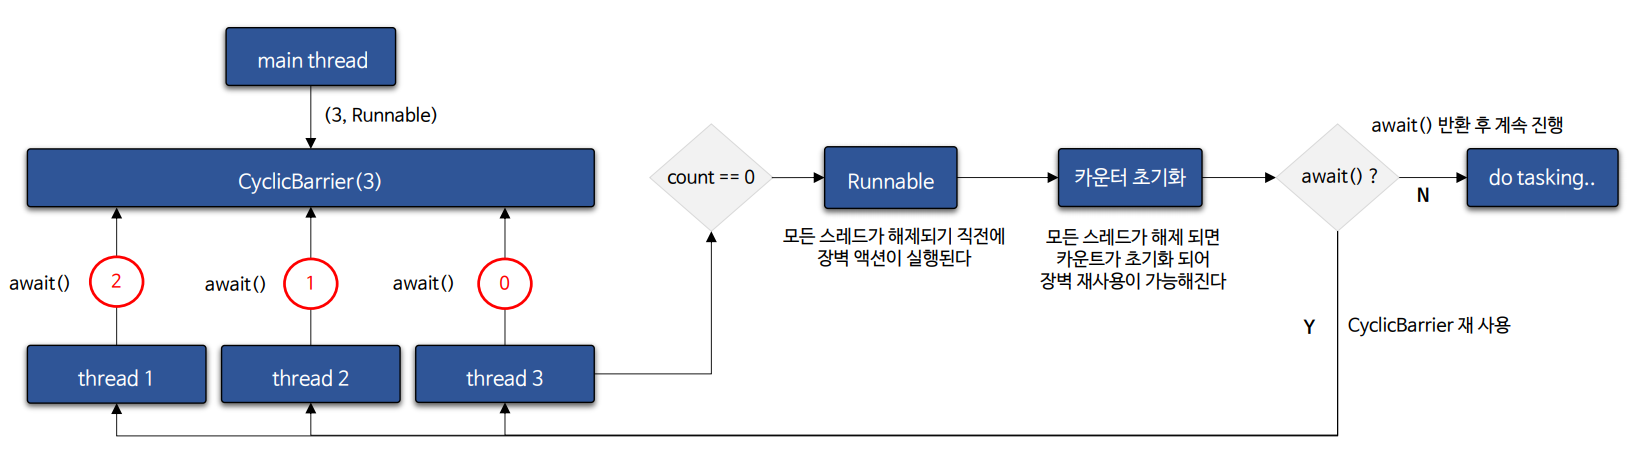 main thread
(3, Runnable)
CyclicBarrier(3)
await()
2
await()
1
await()
0
thread 1
thread 2
thread 3
count == 0
Runnable
모든 스레드가 해제되기 직전에
장벽 액션이 실행된다
카운터 초기화
모든 스레드가 해제 되면
카운트가 초기화 되어
장벽 재사용이 가능해진다
await() ?
await() 반환 후 계속 진행
N
do tasking..
Y
CyclicBarrier 재 사용